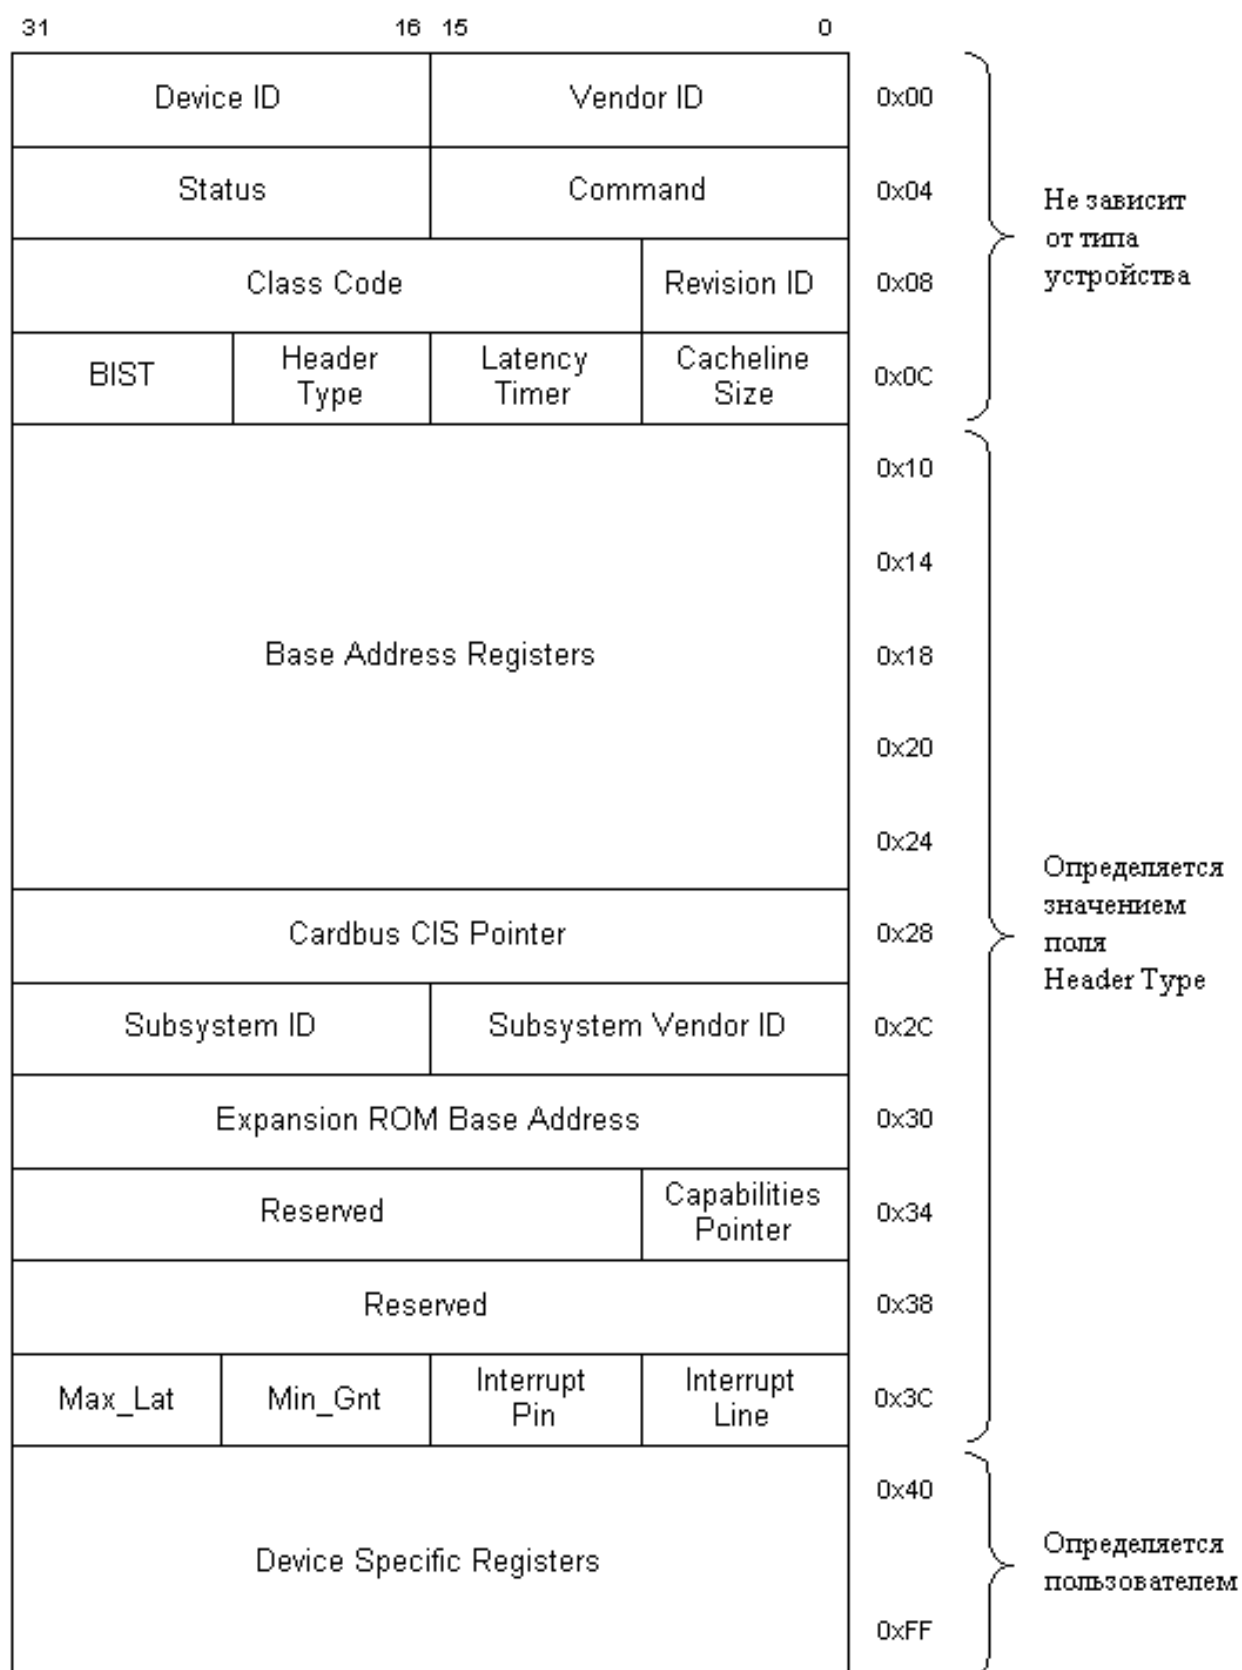 31 16 15 0
Device ID Vendor ID 0x00
Status Command 0x04
Не зависит
от типа
устройства
Class Code Revision ID 0x08
BIST Header Type Latency Timer Cacheline Size 0x0C
0x10
0x14
Base Address Registers 0x18
0x20
0x24
Определяется
значением
поля
Header Type
Cardbus CIS Pointer 0x28
Subsystem ID Subsystem Vendor ID 0x2C
Expansion ROM Base Address 0x30
Reserved Capabilities Pointer 0x34
Reserved 0x38
Max_Lat Min_Gnt Interrupt Pin Interrupt Line 0x3C
0x40
Device Specific Registers
Определяется
пользователем
0xFF